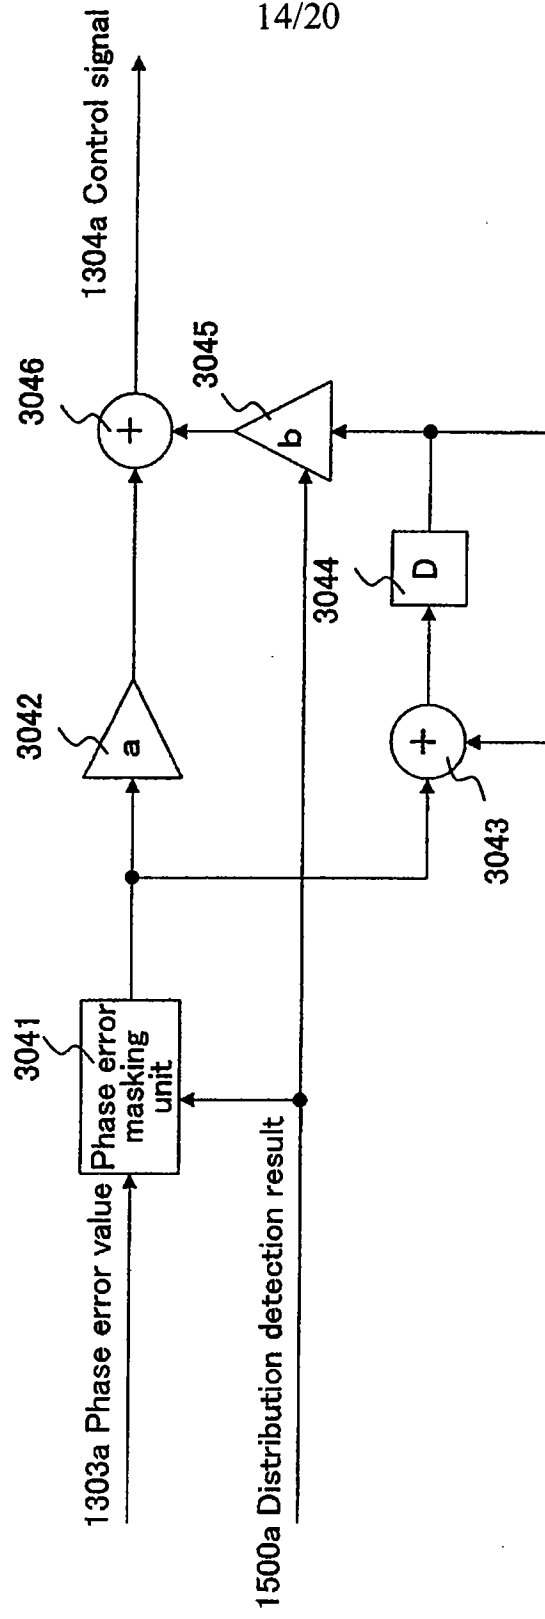 14/20
1304a Control signal
3046
3045
b
3044
D
3042
a
3043
3041
Phase error
masking
unit
1303a Phase error value
1500a Distribution detection result